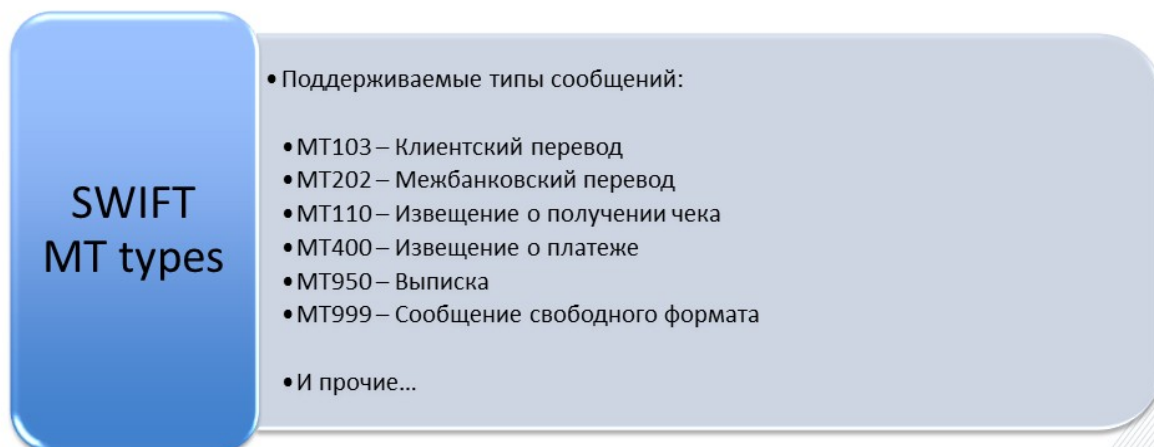 SWIFT
MT types
• Поддерживаемые типы сообщений:
• MT103 – Клиентский перевод
• MT202 – Межбанковский перевод
• MT110 – Извещение о получении чека
• MT400 – Извещение о платеже
• MT950 – Выписка
• MT999 – Сообщение свободного формата
• И прочие...